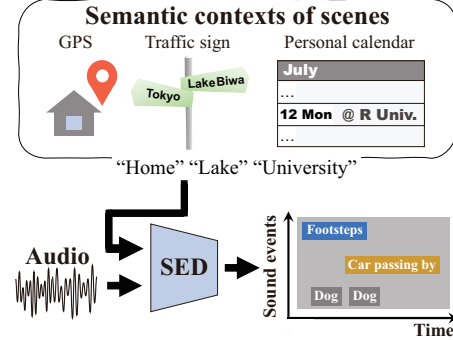 Semantic contexts of scenes
GPS
Traffic sign
Personal calendar
Tokyo
LakeBiwa
July
...
12 Mon @ R Univ.
...
“Home” “Lake” “University”
Audio
SED
Sound events
Footsteps
Car passing by
Dog
Dog
Time